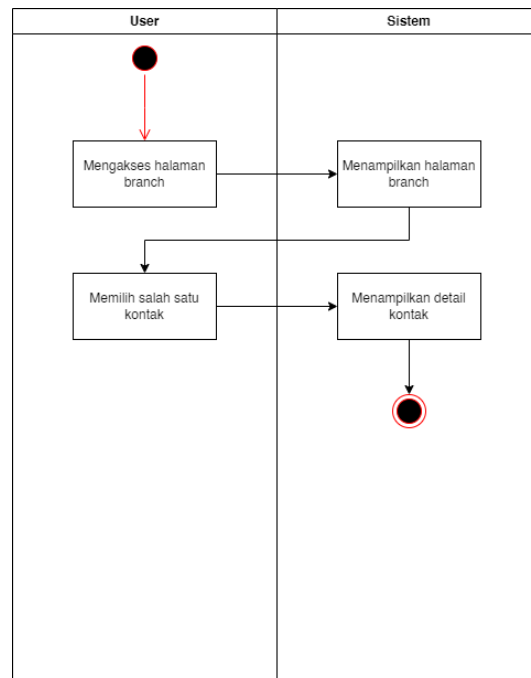 User
Sistem
Mengakses halaman
branch
Menampilkan halaman
branch
Memilih salah satu
kontak
Menampilkan detail
kontak